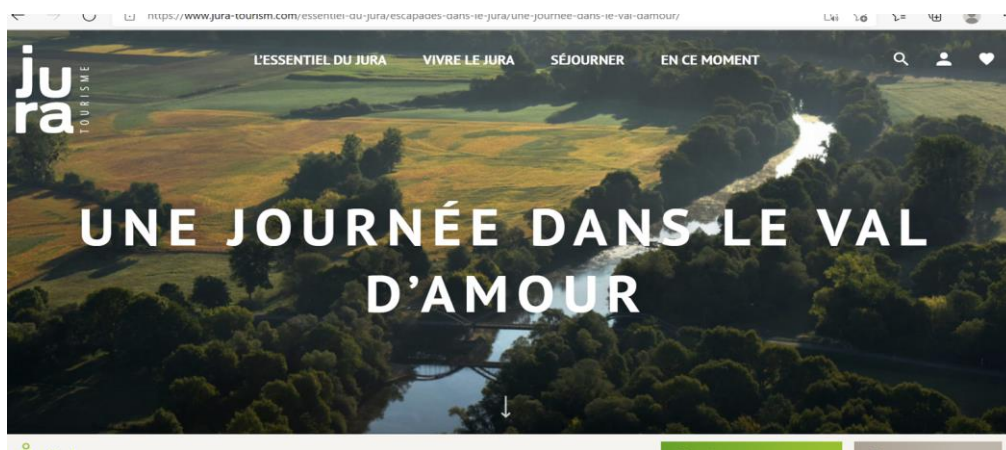 https://www.jura-tourism.com/essentiel-du-jura/escapades-dans-le-jura/une-journee-dans-le-val-damour/
ju
ra
TOURISME
L'ESSENTIEL DU JURA
VIVRE LE JURA
SÉJOURNER
EN CE MOMENT
UNE JOURNÉE DANS LE VAL
D'AMOUR